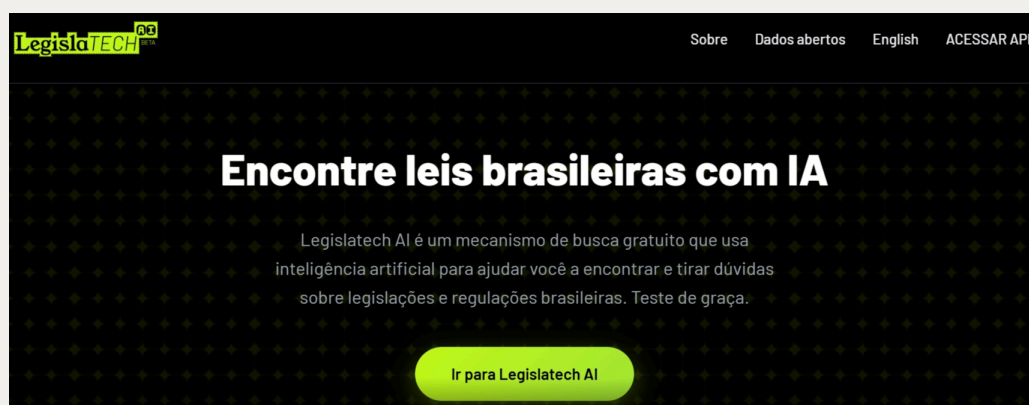 LegislaTECH AI
BETA
Sobre
Dados abertos
English
ACESSAR
Encontre leis brasileiras com IA
Legislatech AI é um mecanismo de busca gratuito que usa
inteligência artificial para ajudar você a encontrar e tirar dúvidas
sobre legislações e regulações brasileiras. Teste de graça.
Ir para Legislatech AI